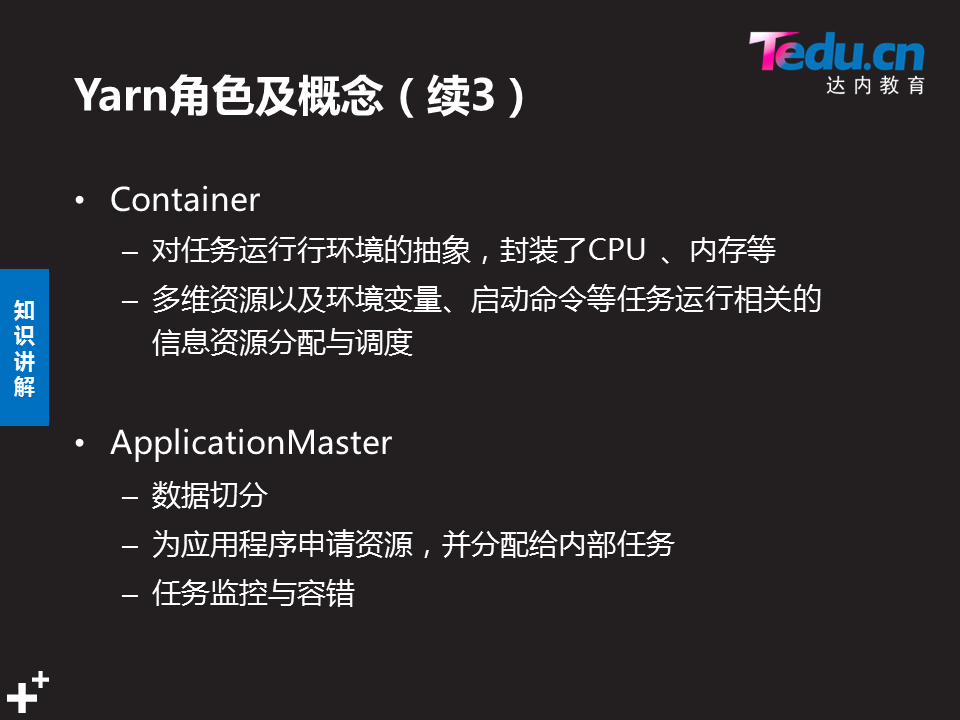 Tedu.cn
达内教育
Yarn角色及概念（续3）
• Container
– 对任务运行行环境的抽象，封装了CPU 、内存等
– 多维资源以及环境变量、启动命令等任务运行相关的
信息资源分配与调度
知识讲解
• ApplicationMaster
– 数据切分
– 为应用程序申请资源，并分配给内部任务
– 任务监控与容错